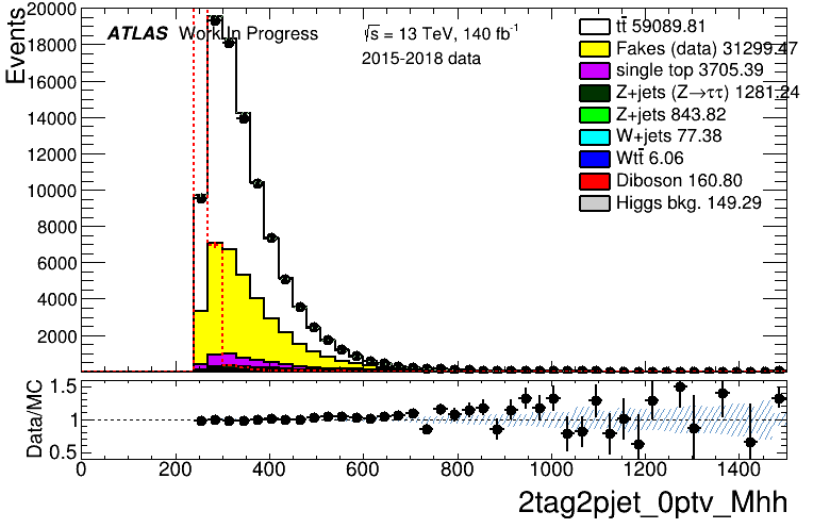 20000
18000
16000
14000
12000
10000
8000
6000
4000
2000
Events
ATLAS Work In Progress
√s = 13 TeV, 140 fb-1
2015-2018 data
tt̄ 59089.81
Fakes (data) 31299.47
single top 3705.39
Z+jets (Z→ττ) 1281.24
Z+jets 843.82
W+jets 77.38
Wtt̄ 6.06
Diboson 160.80
Higgs bkg. 149.29
Data/MC
1.5
1
0.5
0 200 400 600 800 1000 1200 1400
2tag2pjet_0ptv_Mhh